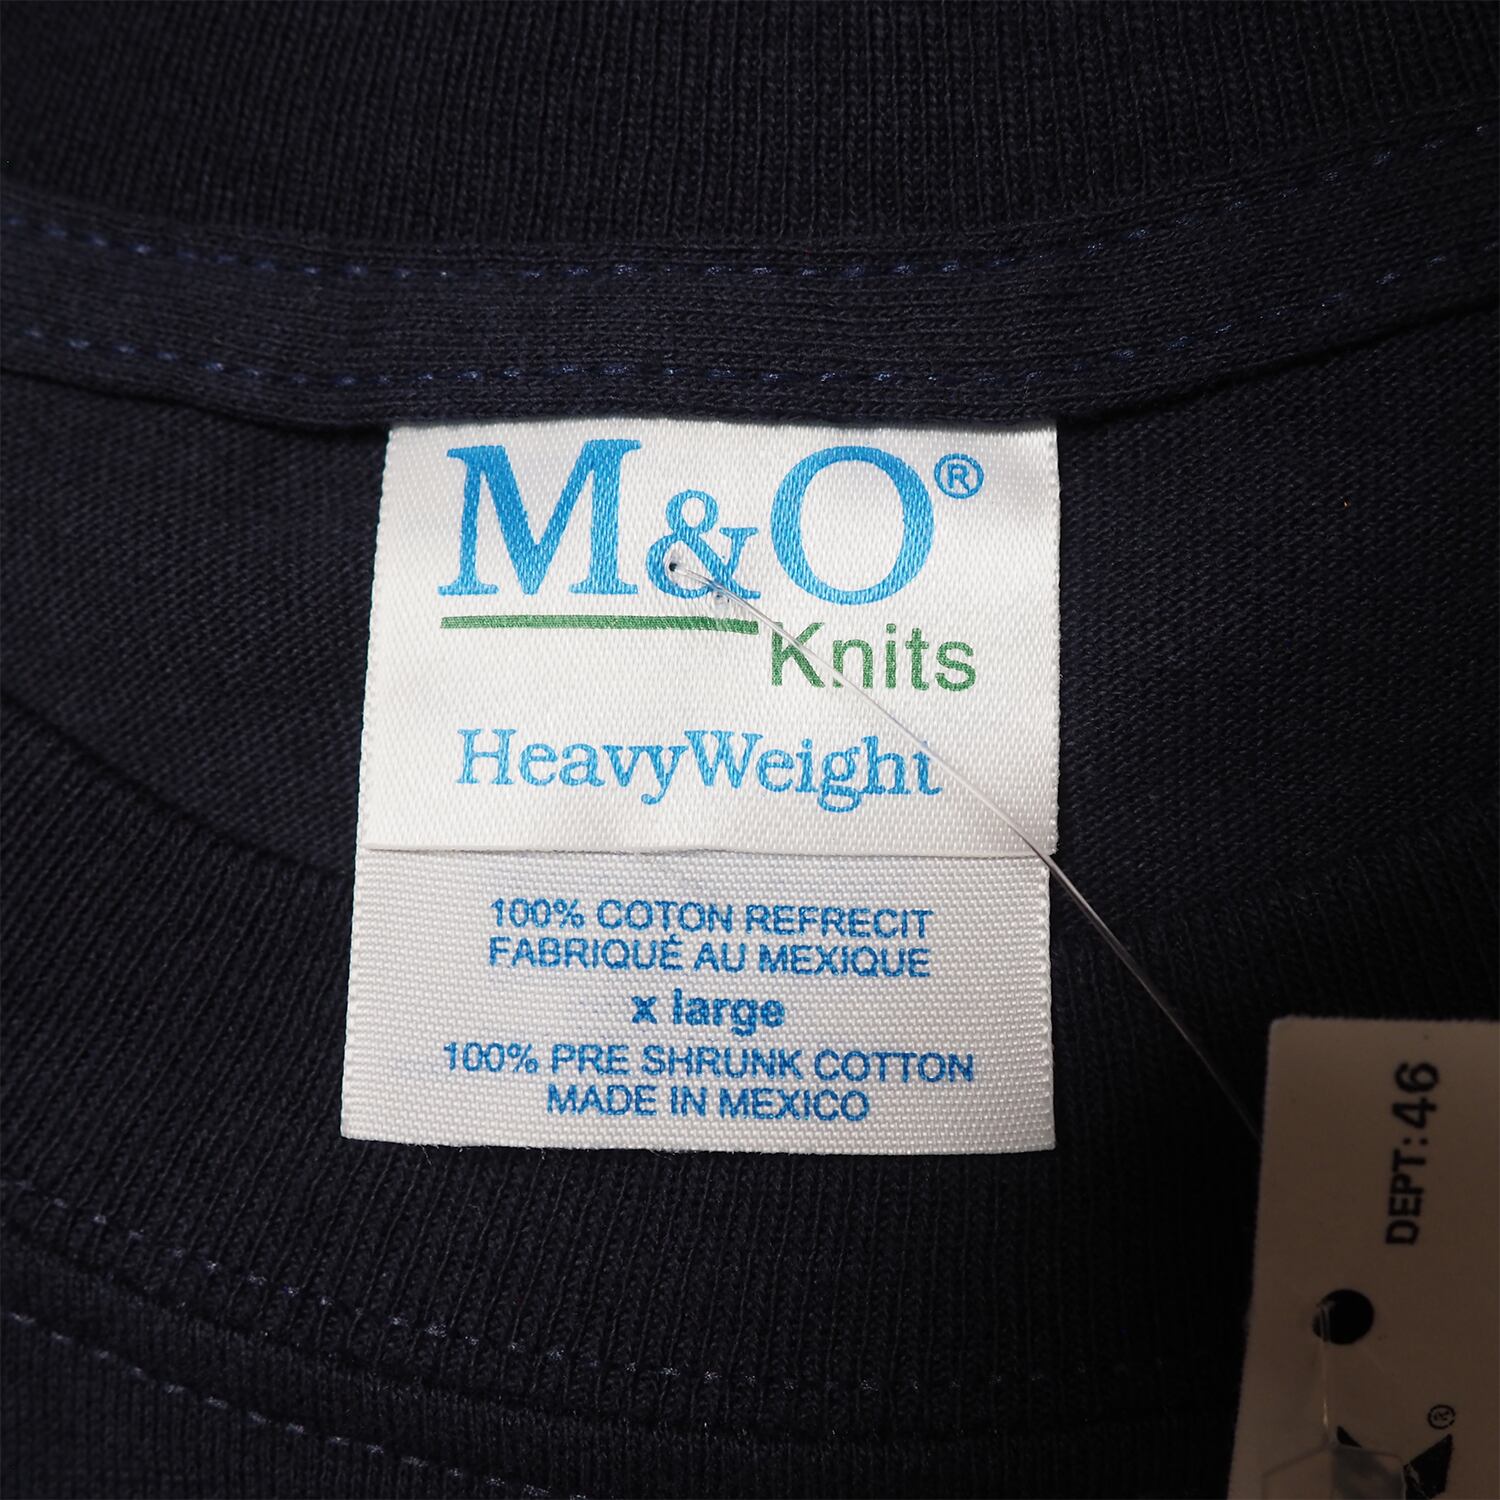 M&O®
Knits
HeavyWeight
100% COTON REFRECIT
FABRIQUÉ AU MEXIQUE
x large
100% PRE SHRUNK COTTON
MADE IN MEXICO
DEPT:46
®